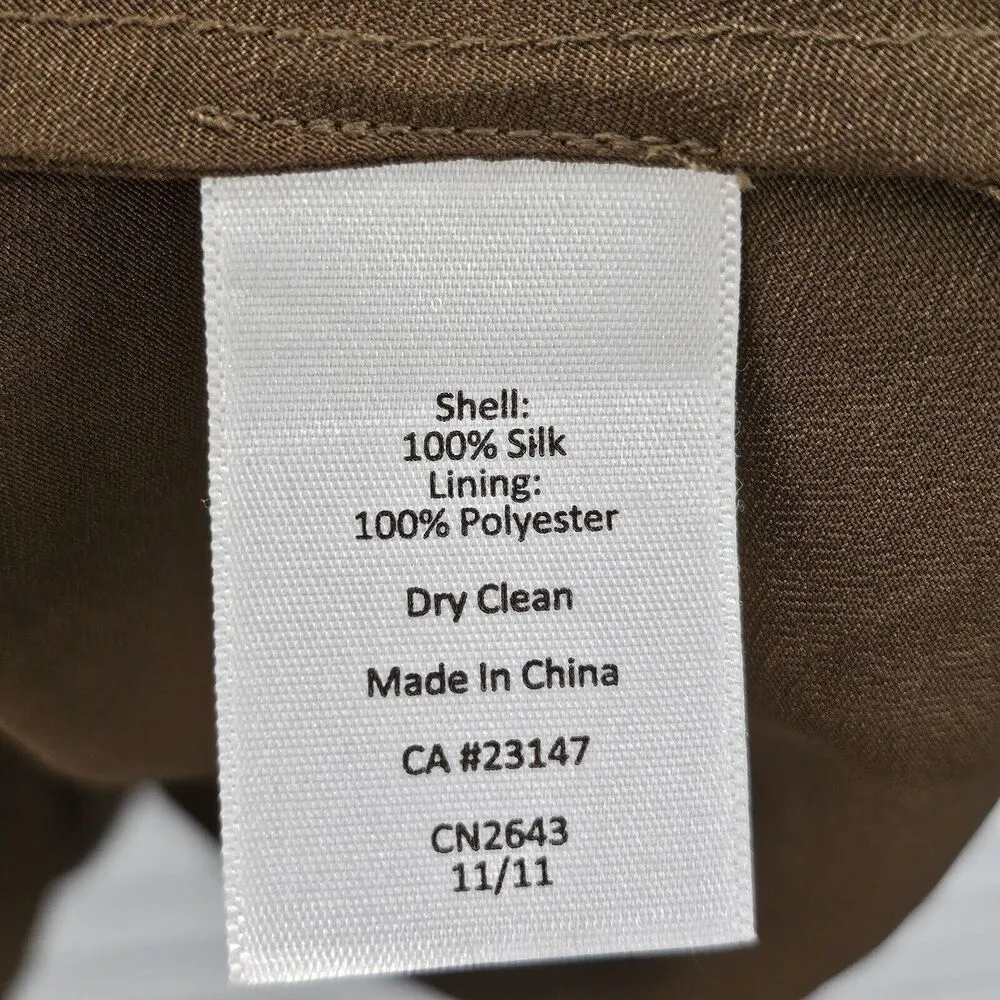 Shell:
100% Silk
Lining:
100% Polyester
Dry Clean
Made In China
CA #23147
CN2643
11/11